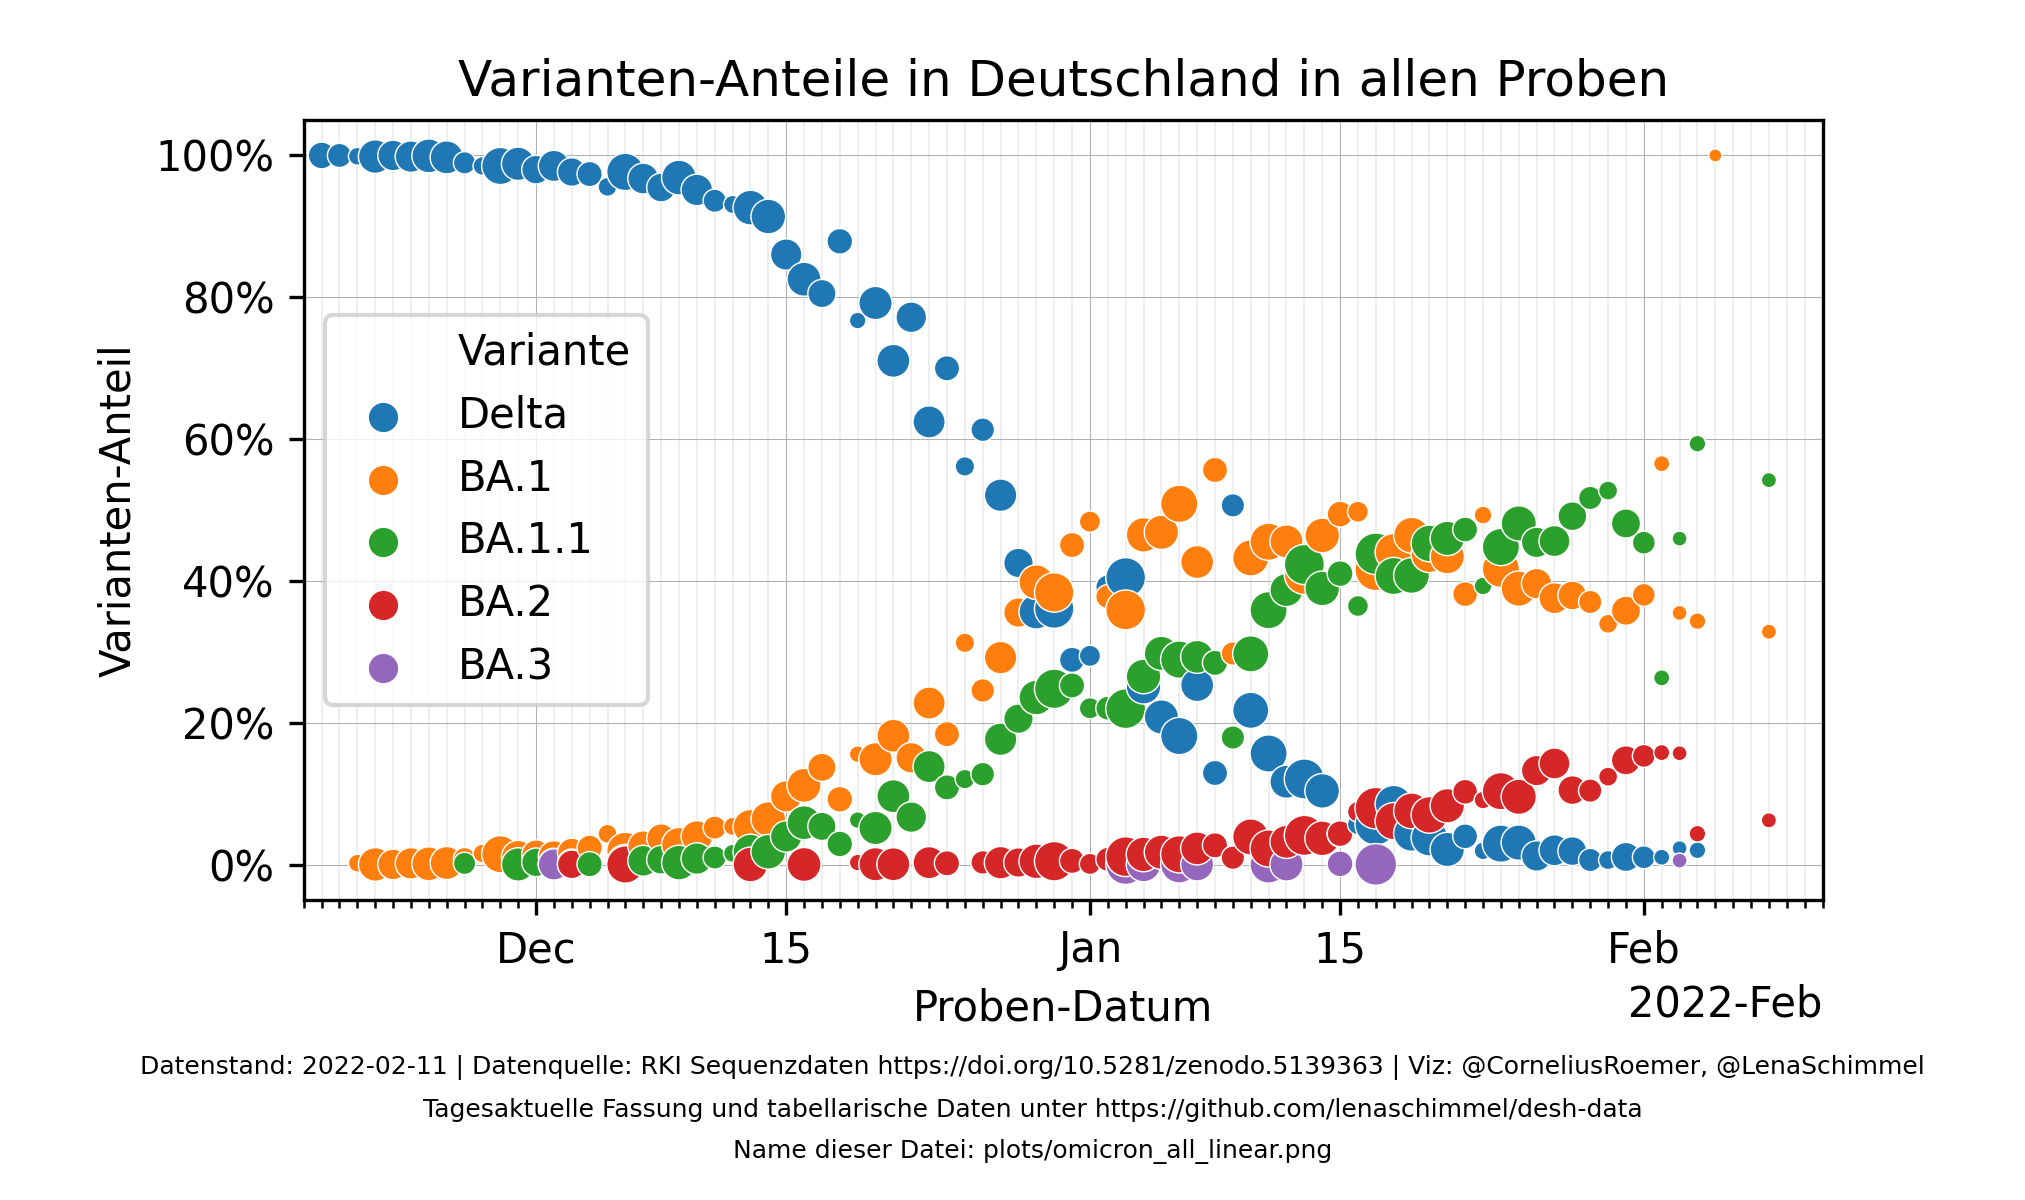 Varianten-Anteile in Deutschland in allen Proben
100%
80%
60%
40%
20%
0%
Varianten-Anteil
Variante
Delta
BA.1
BA.1.1
BA.2
BA.3
Dec
15
Jan
15
Feb
Proben-Datum
2022-Feb
Datenstand: 2022-02-11 | Datenquelle: RKI Sequenzdaten https://doi.org/10.5281/zenodo.5139363 | Viz: @CorneliusRoemer, @LenaSchimmel
Tagesaktuelle Fassung und tabellarische Daten unter https://github.com/lenaschimmel/desh-data
Name dieser Datei: plots/omicron_all_linear.png